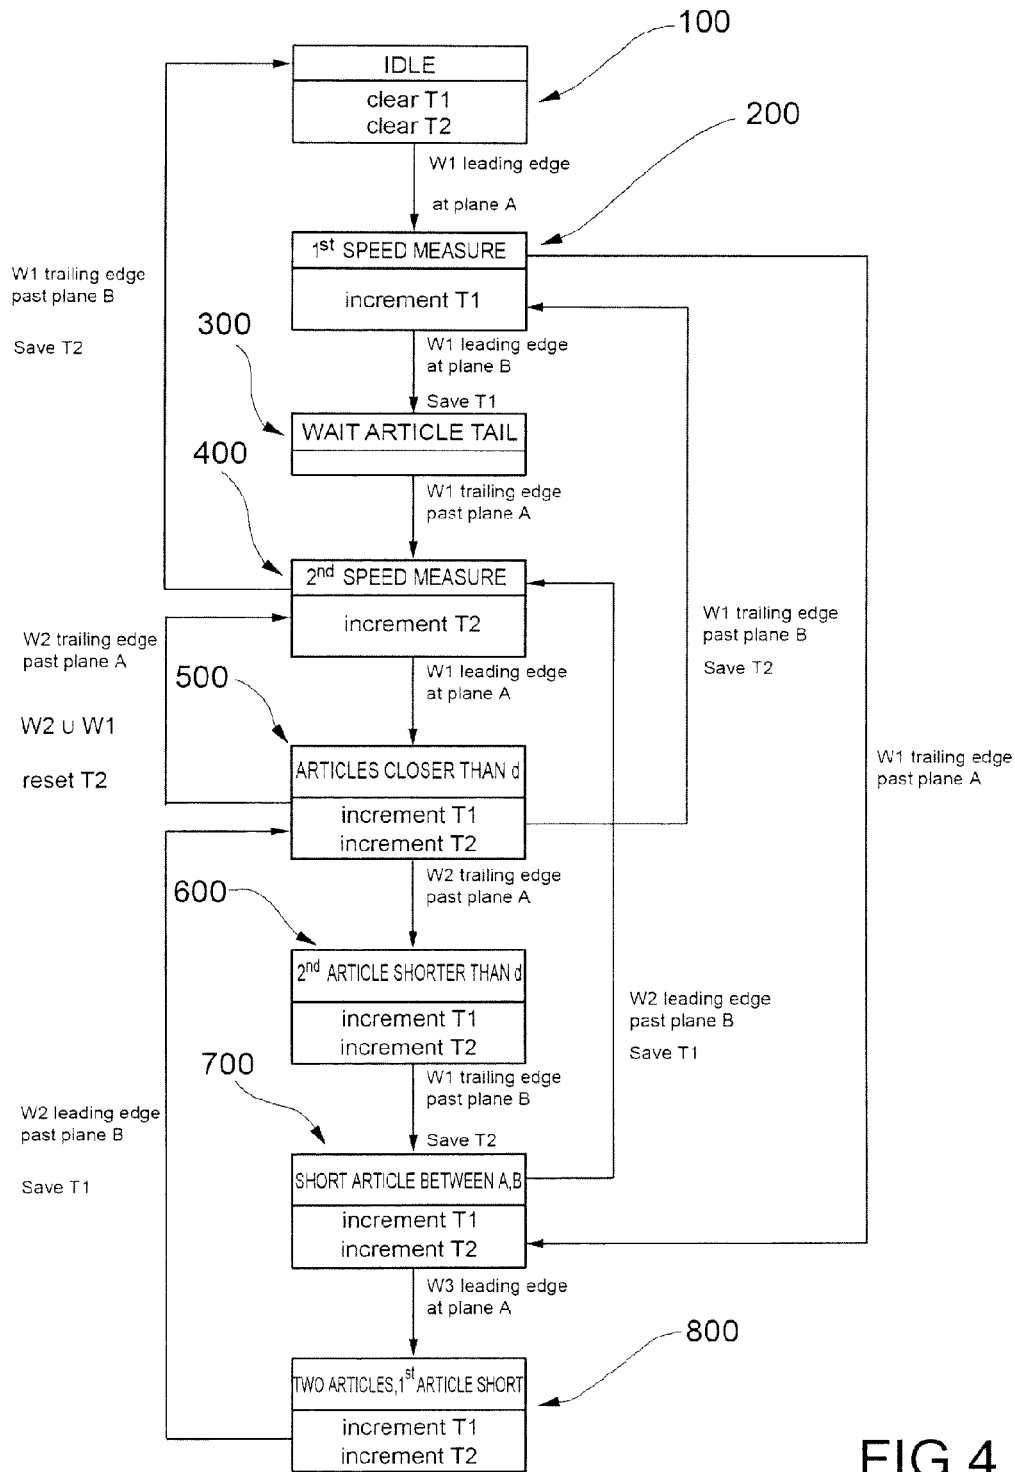 100
IDLE
clear T1
clear T2
W1 leading edge
at plane A
200
1st SPEED MEASURE
increment T1
W1 trailing edge
past plane B
Save T2
300
W1 leading edge
at plane B
Save T1
WAIT ARTICLE TAIL
400
W1 trailing edge
past plane A
2nd SPEED MEASURE
increment T2
W1 trailing edge
past plane B
Save T2
W2 trailing edge
past plane A
W2 ∪ W1
reset T2
500
W1 leading edge
at plane A
ARTICLES CLOSER THAN d
increment T1
increment T2
W1 trailing edge
past plane A
600
W2 trailing edge
past plane A
2nd ARTICLE SHORTER THAN d
increment T1
increment T2
W2 leading edge
past plane B
Save T1
700
W1 trailing edge
past plane B
Save T2
W2 leading edge
past plane B
Save T1
SHORT ARTICLE BETWEEN A,B
increment T1
increment T2
W3 leading edge
at plane A
800
TWO ARTICLES,1st ARTICLE SHORT
increment T1
increment T2
FIG 4